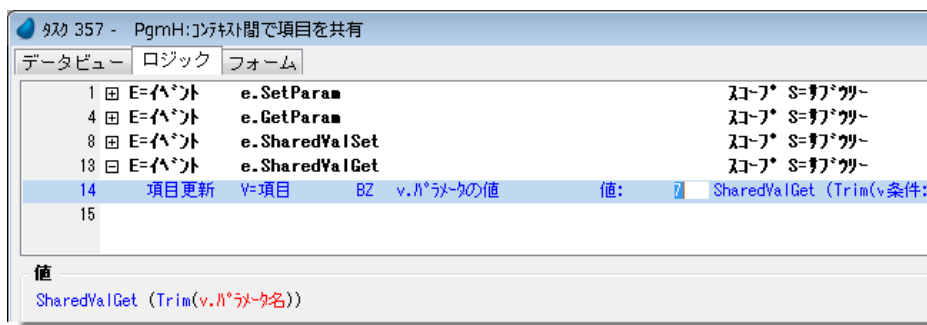 ﾀｽｸ 357 - PgmH:ｺﾝﾃｷｽﾄ間で項目を共有
データビュー ロジック フォーム
1 E=ｲﾍﾞﾝﾄ e.SetParam ｽｺｰﾌﾟ S=ｻﾌﾞﾂﾘｰ
4 E=ｲﾍﾞﾝﾄ e.GetParam ｽｺｰﾌﾟ S=ｻﾌﾞﾂﾘｰ
8 E=ｲﾍﾞﾝﾄ e.SharedValSet ｽｺｰﾌﾟ S=ｻﾌﾞﾂﾘｰ
13 E=ｲﾍﾞﾝﾄ e.SharedValGet ｽｺｰﾌﾟ S=ｻﾌﾞﾂﾘｰ
14 項目更新 V=項目 BZ v.ﾊﾟﾗﾒｰﾀの値 値: 7 SharedValGet (Trim(v条件:
15
値
SharedValGet (Trim(v.ﾊﾟﾗﾒｰﾀ名))